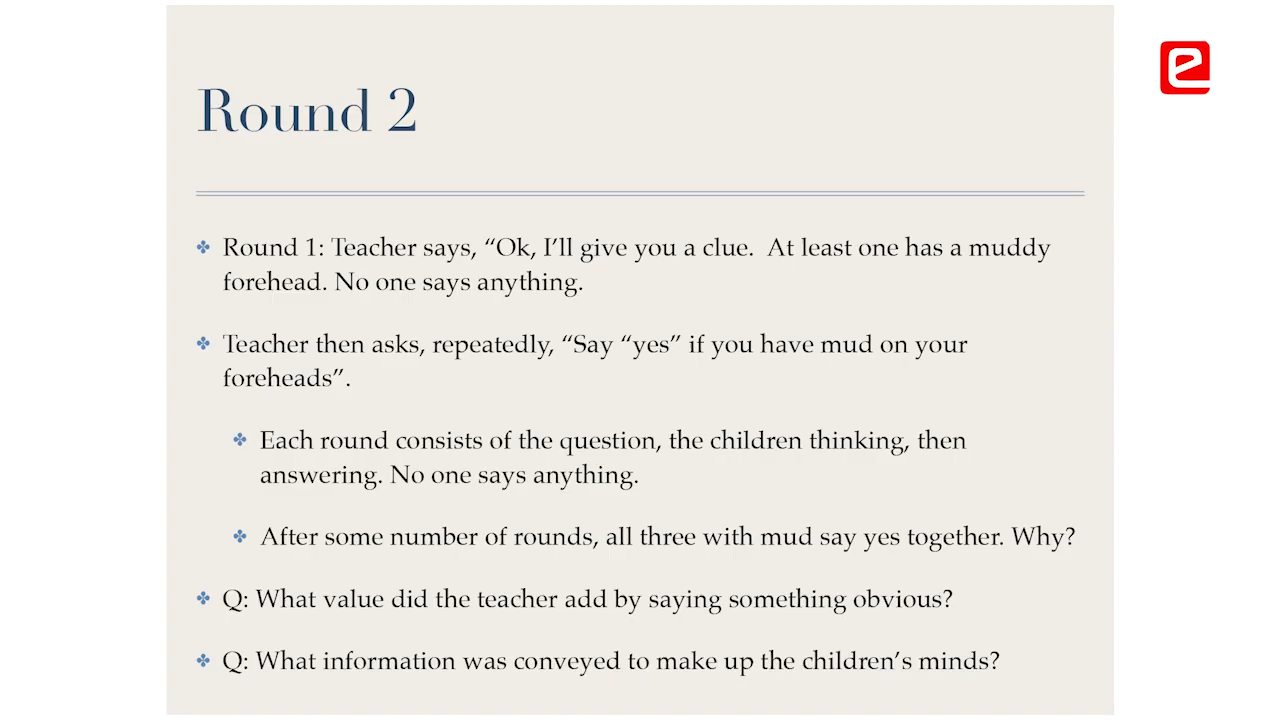 Round 2
Round 1: Teacher says, “Ok, I’ll give you a clue.  At least one has a muddy
forehead. No one says anything.
Teacher then asks, repeatedly, “Say “yes” if you have mud on your
foreheads”.
Each round consists of the question, the children thinking, then
answering. No one says anything.
After some number of rounds, all three with mud say yes together. Why?
Q: What value did the teacher add by saying something obvious?
Q: What information was conveyed to make up the children’s minds?